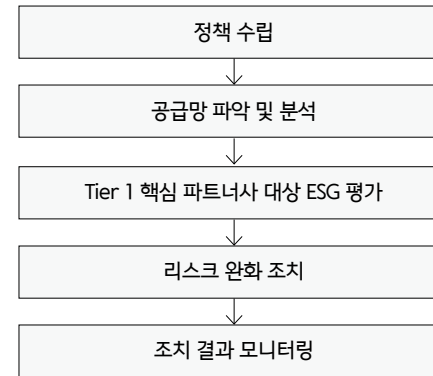 정책 수립
공급망 파악 및 분석
Tier 1 핵심 파트너사 대상 ESG 평가
리스크 완화 조치
조치 결과 모니터링